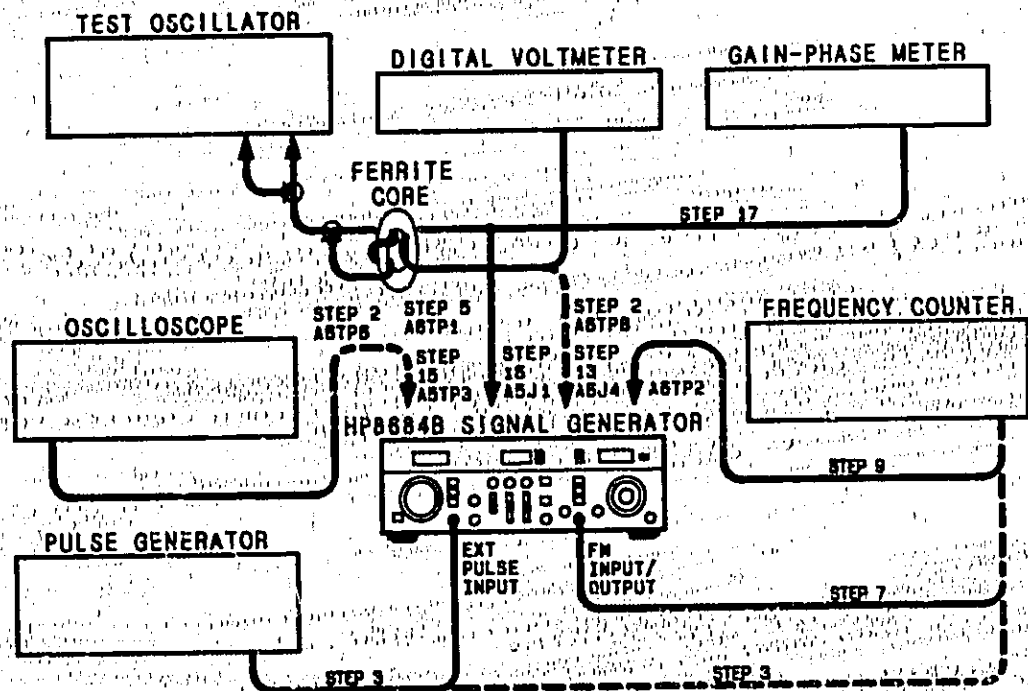 TEST OSCILLATOR
DIGITAL VOLTMETER
GAIN-PHASE METER
FERRITE
CORE
STEP 17
STEP 2
A6TP6
STEP 5
A6TP1
STEP 2
A6TP8
FREQUENCY COUNTER
OSCILLOSCOPE
STEP
15
A5TP3
STEP
16
A5J1
STEP
13
A5J4
A6TP2
HP8684B SIGNAL GENERATOR
STEP 9
PULSE GENERATOR
EXT
PULSE
INPUT
FM
INPUT/
OUTPUT
STEP 7
STEP 3
STEP 3